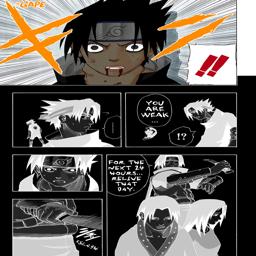 -GAPE
!!
YOU
ARE
WEAK
...
!?
FOR THE
NEXT 24
HOURS...
RELIVE
THAT
DAY.